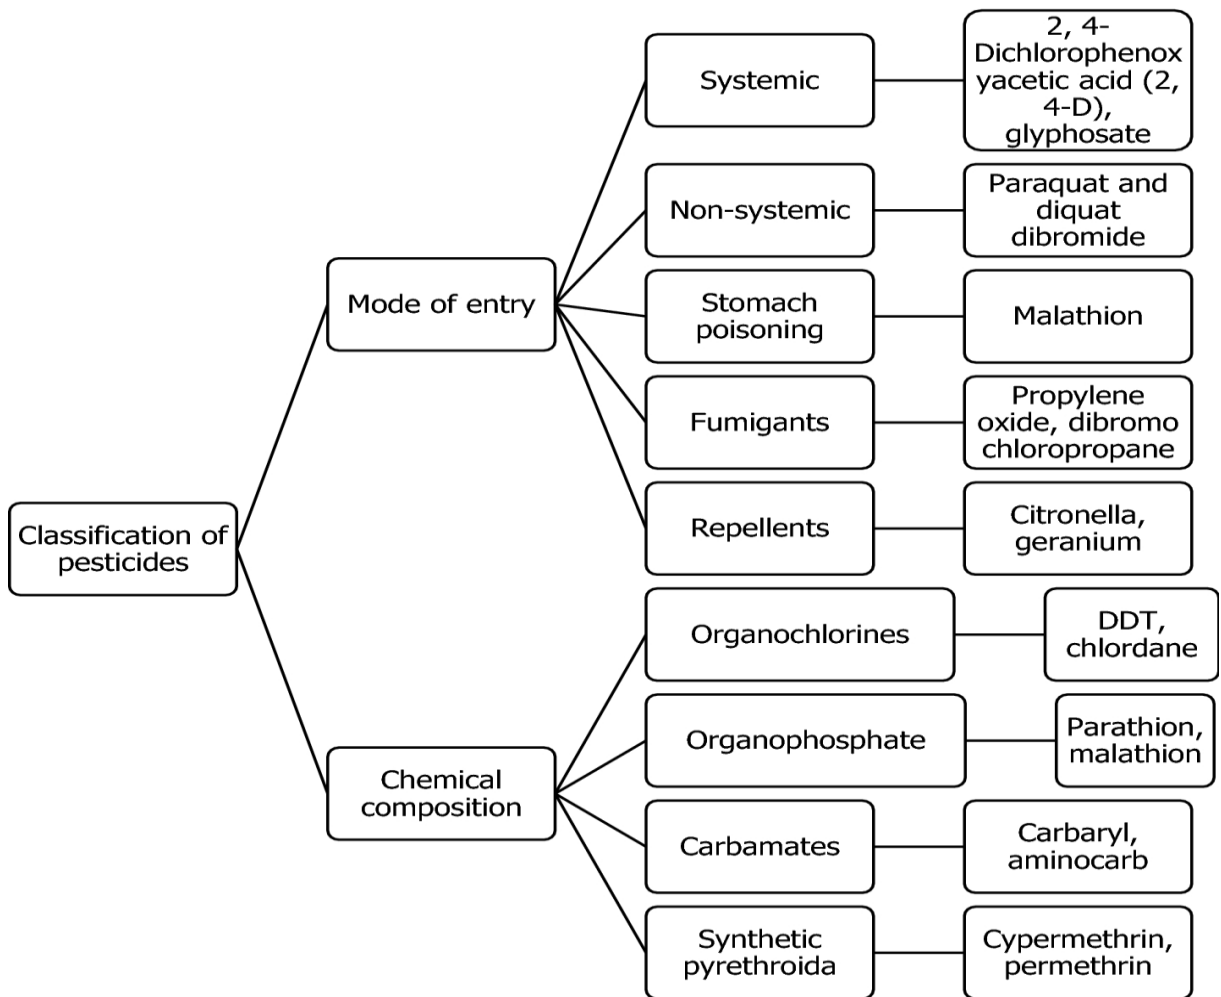 Systemic
2, 4-
Dichlorophenox
yacetic acid (2,
4-D),
glyphosate
Non-systemic
Paraquat and
diquat
dibromide
Mode of entry
Stomach
poisoning
Malathion
Fumigants
Propylene
oxide, dibromo
chloropropane
Repellents
Citronella,
geranium
Classification of
pesticides
Organochlorines
DDT,
chlordane
Organophosphate
Parathion,
malathion
Chemical
composition
Carbamates
Carbaryl,
aminocarb
Synthetic
pyrethroida
Cypermethrin,
permethrin